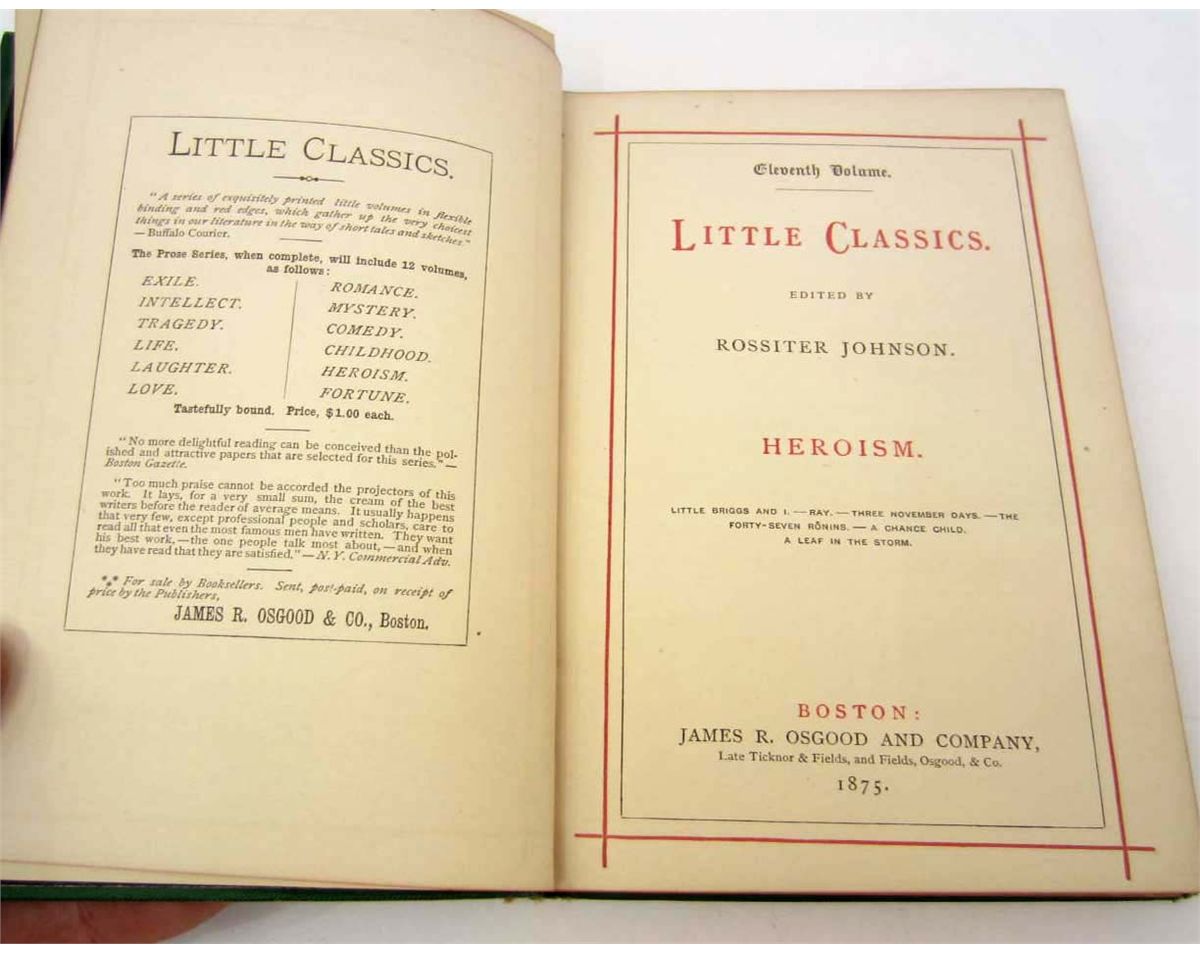 LITTLE CLASSICS.
"A series of exquisitely printed little volumes in flexible
binding and red edges, which gather up the very choicest
things in our literature in the way of short tales and sketches."
— Buffalo Courier.
The Prose Series, when complete, will include 12 volumes,
as follows:
EXILE.
INTELLECT.
TRAGEDY.
LIFE.
LAUGHTER.
LOVE.
ROMANCE.
MYSTERY.
COMEDY.
CHILDHOOD.
HEROISM.
FORTUNE.
Tastefully bound. Price, $1.00 each.
"No more delightful reading can be conceived than the pol-
ished and attractive papers that are selected for this series."—
Boston Gazette.
"Too much praise cannot be accorded the projectors of this
work. It lays, for a very small sum, the cream of the best
writers before the reader of average means. It usually happens
that very few, except professional people and scholars, care to
read all that even the most famous men have written. They want
his best work,—the one people talk most about,—and when
they have read that they are satisfied."—N. Y. Commercial Adv.
*** For sale by Booksellers. Sent, post-paid, on receipt of
price by the Publishers,
JAMES R. OSGOOD & CO., Boston.
Eleventh Volume.
LITTLE CLASSICS.
EDITED BY
ROSSITER JOHNSON.
HEROISM.
LITTLE BRIGGS AND I. — RAY. — THREE NOVEMBER DAYS. — THE
FORTY-SEVEN RÔNINS. — A CHANCE CHILD.
A LEAF IN THE STORM.
BOSTON:
JAMES R. OSGOOD AND COMPANY,
Late Ticknor & Fields, and Fields, Osgood, & Co.
1875.